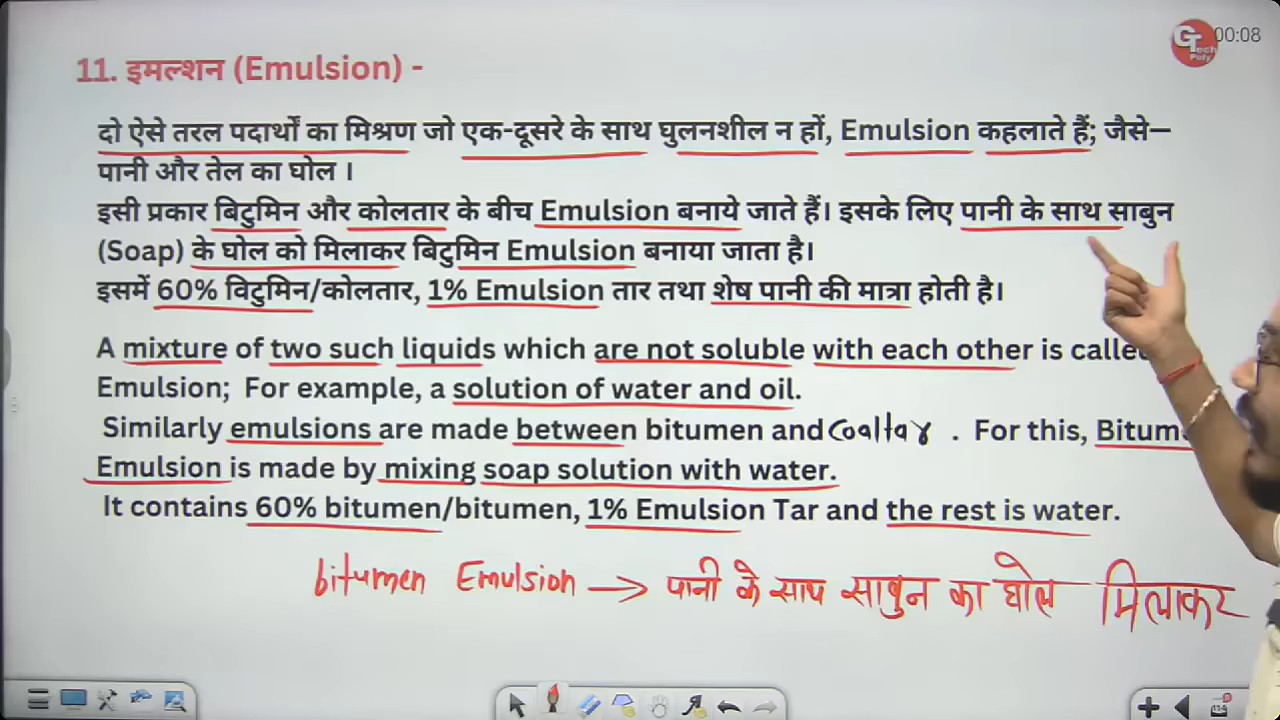 11. इमल्शन (Emulsion) -
GTech Poly
00:08
दो ऐसे तरल पदार्थों का मिश्रण जो एक-दूसरे के साथ घुलनशील न हों, Emulsion कहलाते हैं; जैसे—
पानी और तेल का घोल ।
इसी प्रकार बिटुमिन और कोलतार के बीच Emulsion बनाये जाते हैं। इसके लिए पानी के साथ साबुन
(Soap) के घोल को मिलाकर बिटुमिन Emulsion बनाया जाता है।
इसमें 60% विटुमिन/कोलतार, 1% Emulsion तार तथा शेष पानी की मात्रा होती है।
A mixture of two such liquids which are not soluble with each other is calle
Emulsion; For example, a solution of water and oil.
Similarly emulsions are made between bitumen and Coaltar . For this, Bitum
Emulsion is made by mixing soap solution with water.
It contains 60% bitumen/bitumen, 1% Emulsion Tar and the rest is water.
bitumen Emulsion → पानी के साथ साबुन का घोल मिलाकर
114